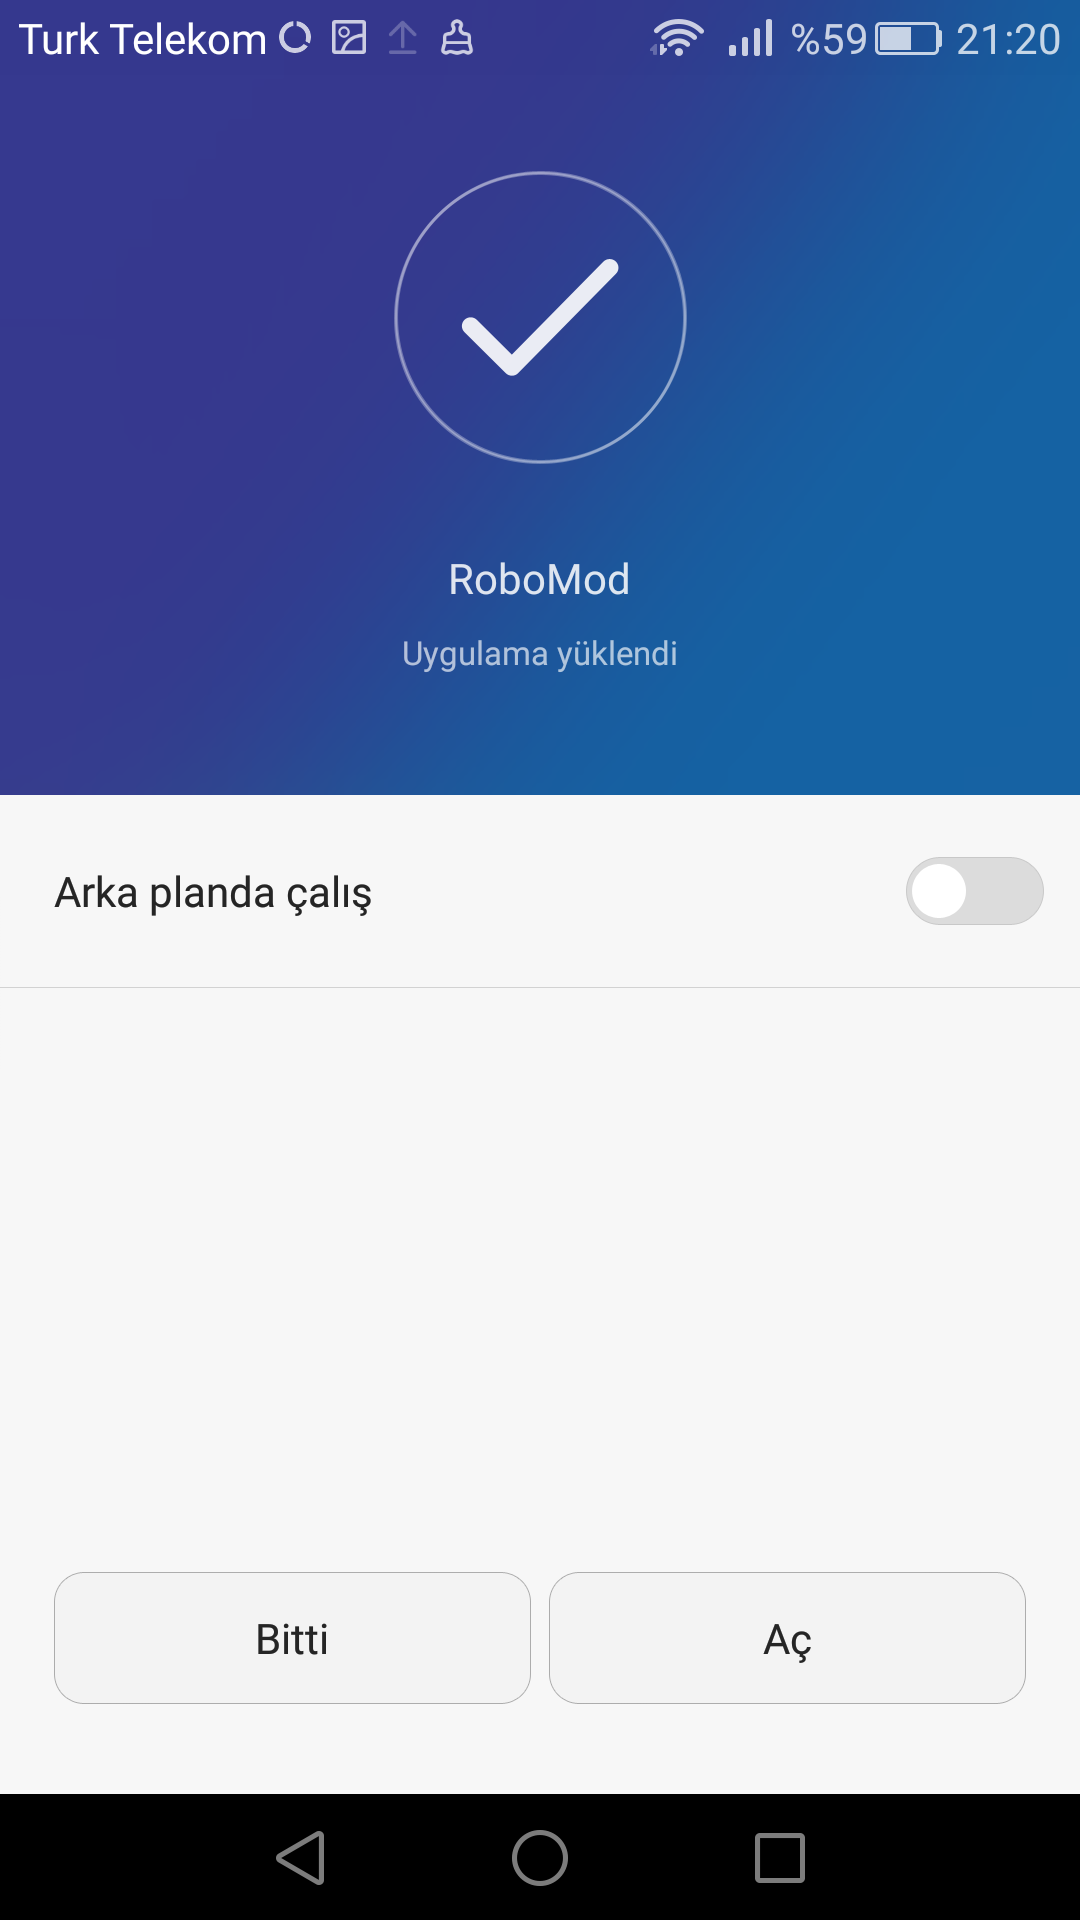 Turk Telekom %59 21:20
RoboMod
Uygulama yüklendi
Arka planda çalış
Bitti Aç